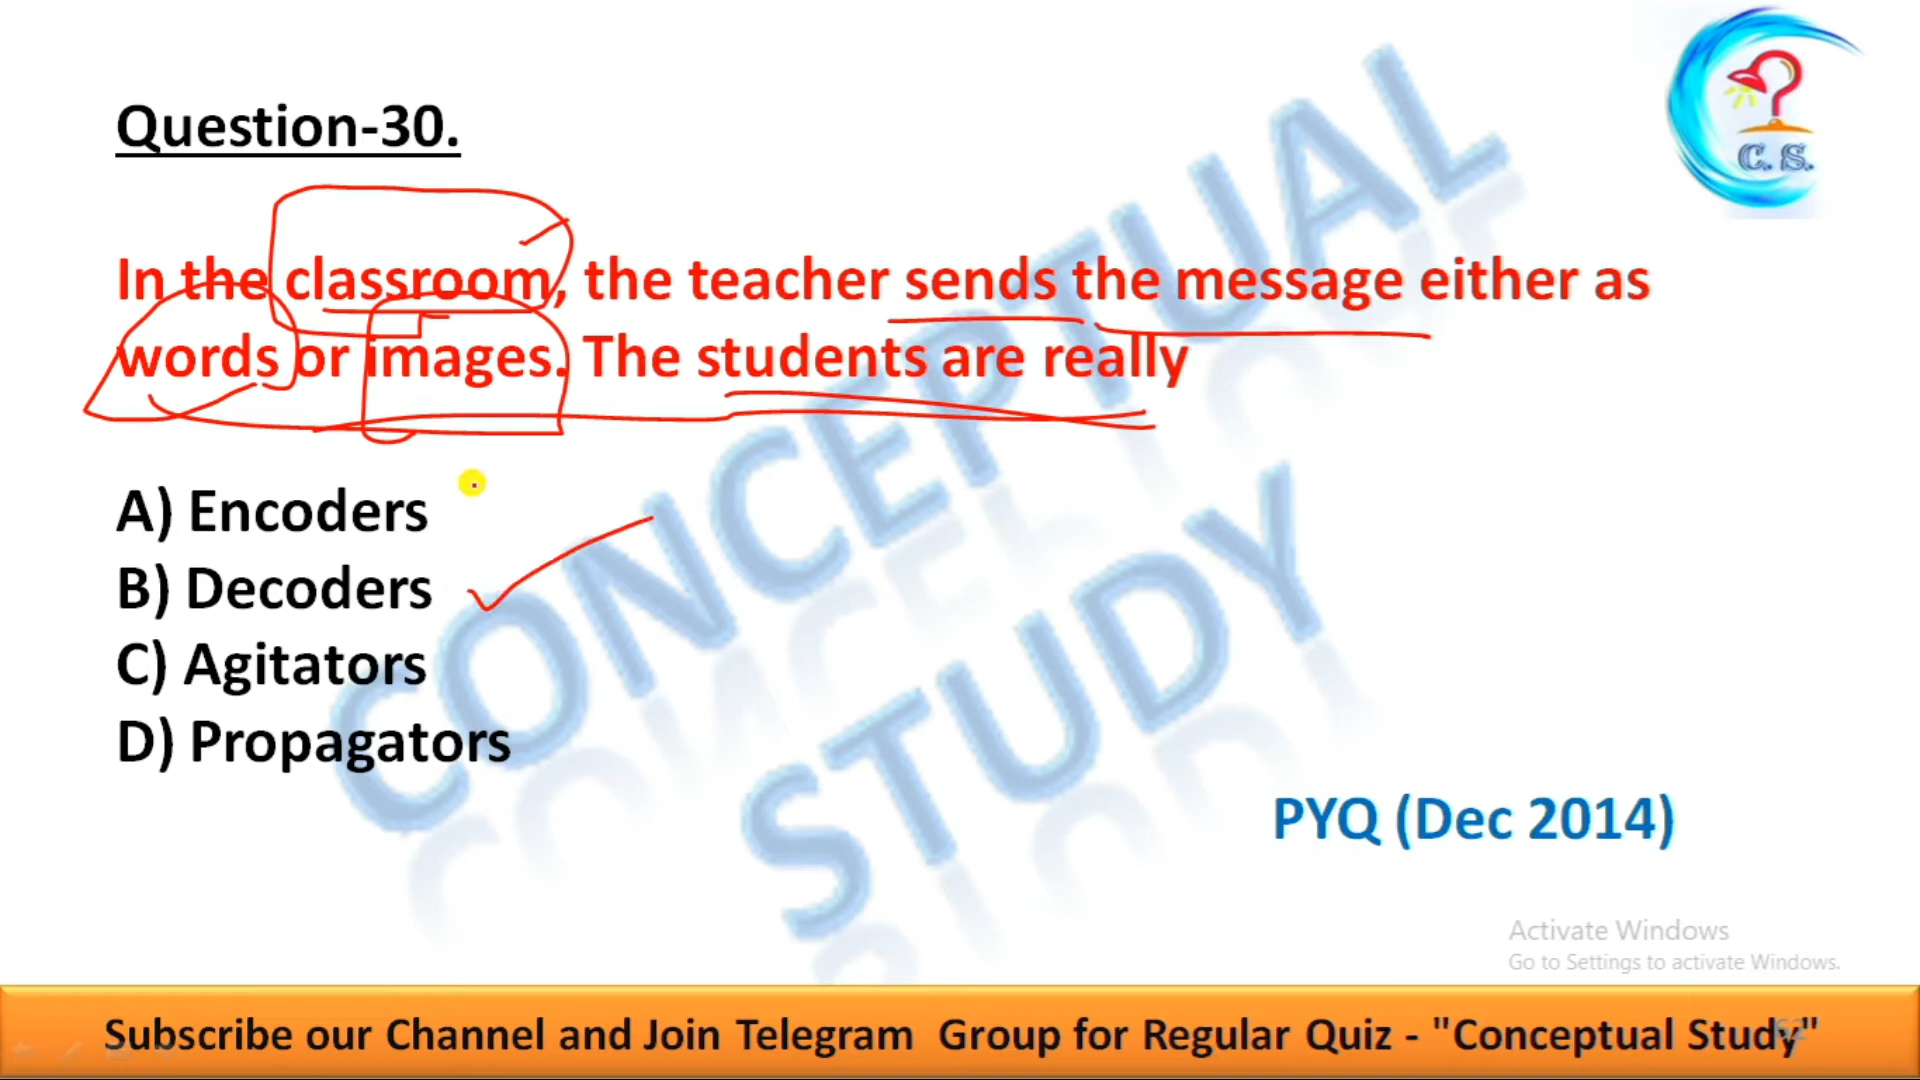 C. S.
Question-30.
In the classroom, the teacher sends the message either as
words or images. The students are really
A) Encoders
B) Decoders
C) Agitators
D) Propagators
CONCEPTUAL
STUDY
PYQ (Dec 2014)
Activate Windows
Go to Settings to activate Windows.
Subscribe our Channel and Join Telegram Group for Regular Quiz - "Conceptual Study"